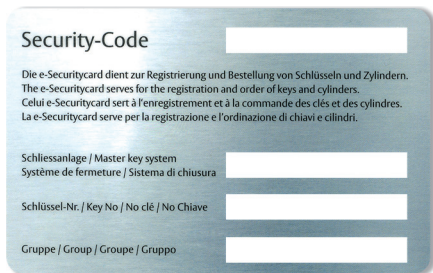 Security-Code
Die e-Securitycard dient zur Registrierung und Bestellung von Schlüsseln und Zylindern.
The e-Securitycard serves for the registration and order of keys and cylinders.
Celui e-Securitycard sert à l'enregistrement et à la commande des clés et des cylindres.
La e-Securitycard serve per la registrazione e l'ordinazione di chiavi e cilindri.
Schliessanlage / Master key system
Système de fermeture / Sistema di chiusura
Schlüssel-Nr. / Key No / No clé / No Chiave
Gruppe / Group / Groupe / Gruppo